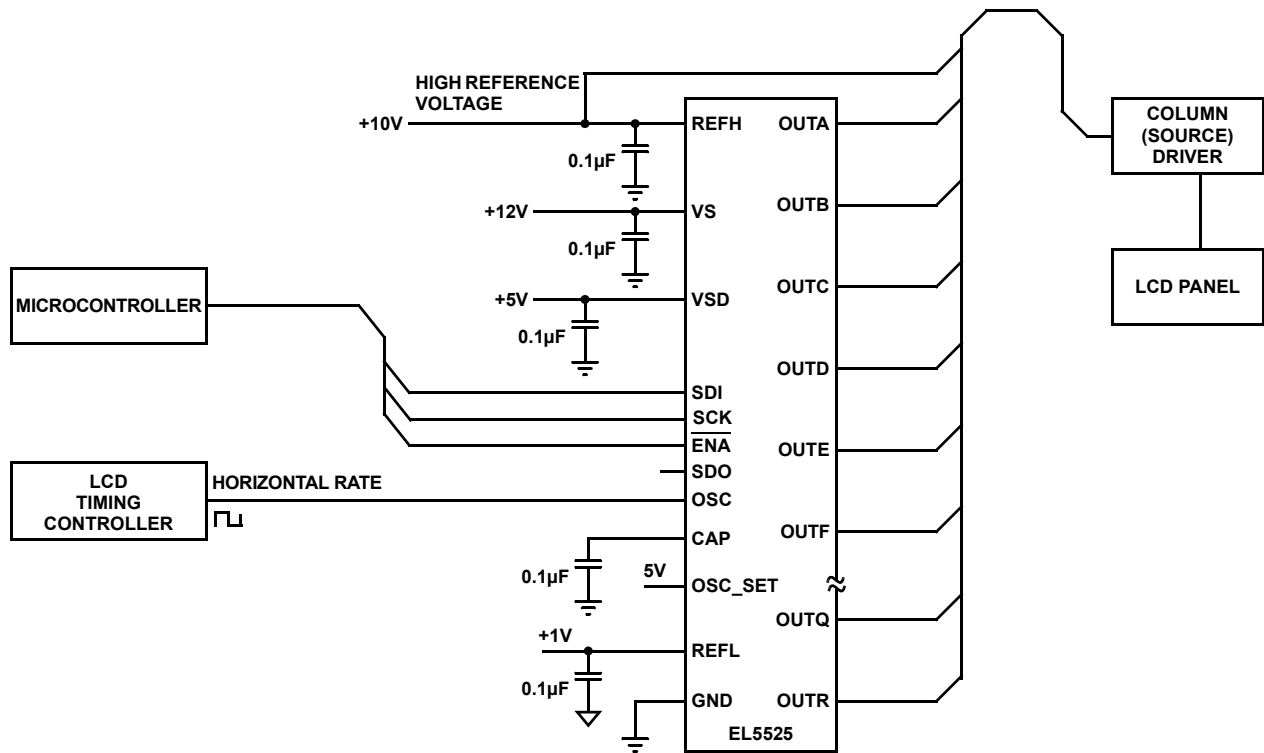 HIGH REFERENCE
VOLTAGE
+10V
REFH
OUTA
0.1µF
COLUMN
(SOURCE)
DRIVER
+12V
VS
OUTB
0.1µF
MICROCONTROLLER
+5V
VSD
OUTC
LCD PANEL
0.1µF
OUTD
SDI
SCK
ENA
OUTE
SDO
LCD
TIMING
CONTROLLER
HORIZONTAL RATE
OSC
CAP
OUTF
0.1µF
5V
OSC_SET
≈
OUTQ
+1V
REFL
0.1µF
GND
OUTR
EL5525